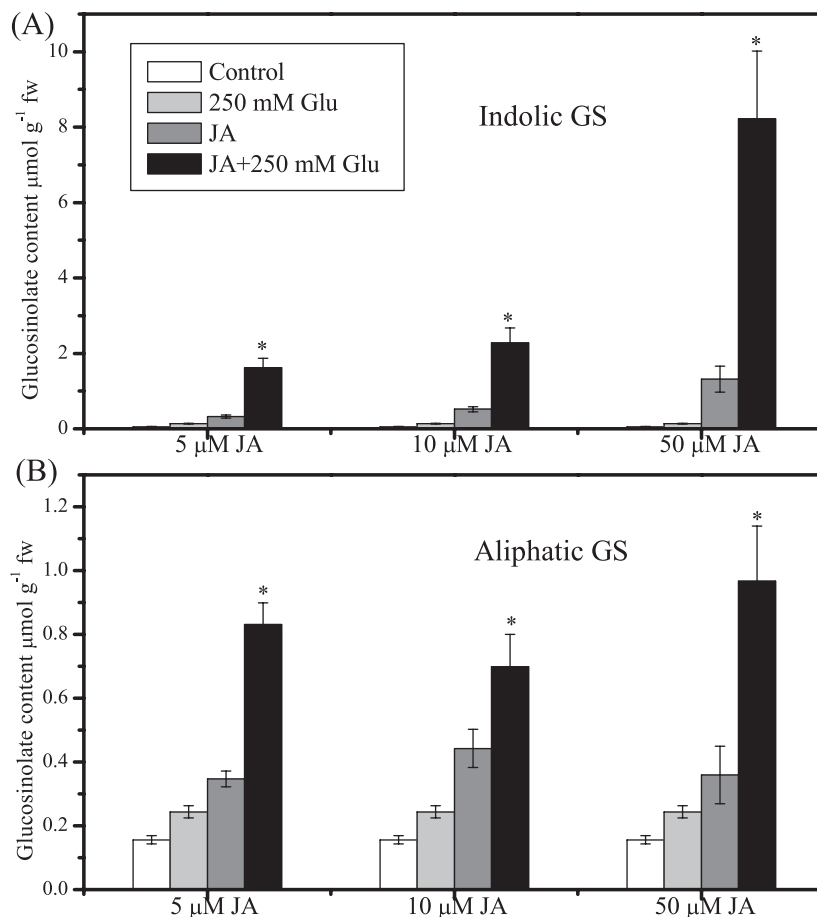 (A)
10
8
6
4
2
0
Glucosinolate content μmol g⁻¹ fw
Control
250 mM Glu
JA
JA+250 mM Glu
Indolic GS
*
*
*
5 μM JA
10 μM JA
50 μM JA
(B)
1.2
1.0
0.8
0.6
0.4
0.2
0.0
Glucosinolate content μmol g⁻¹ fw
Aliphatic GS
*
*
*
5 μM JA
10 μM JA
50 μM JA